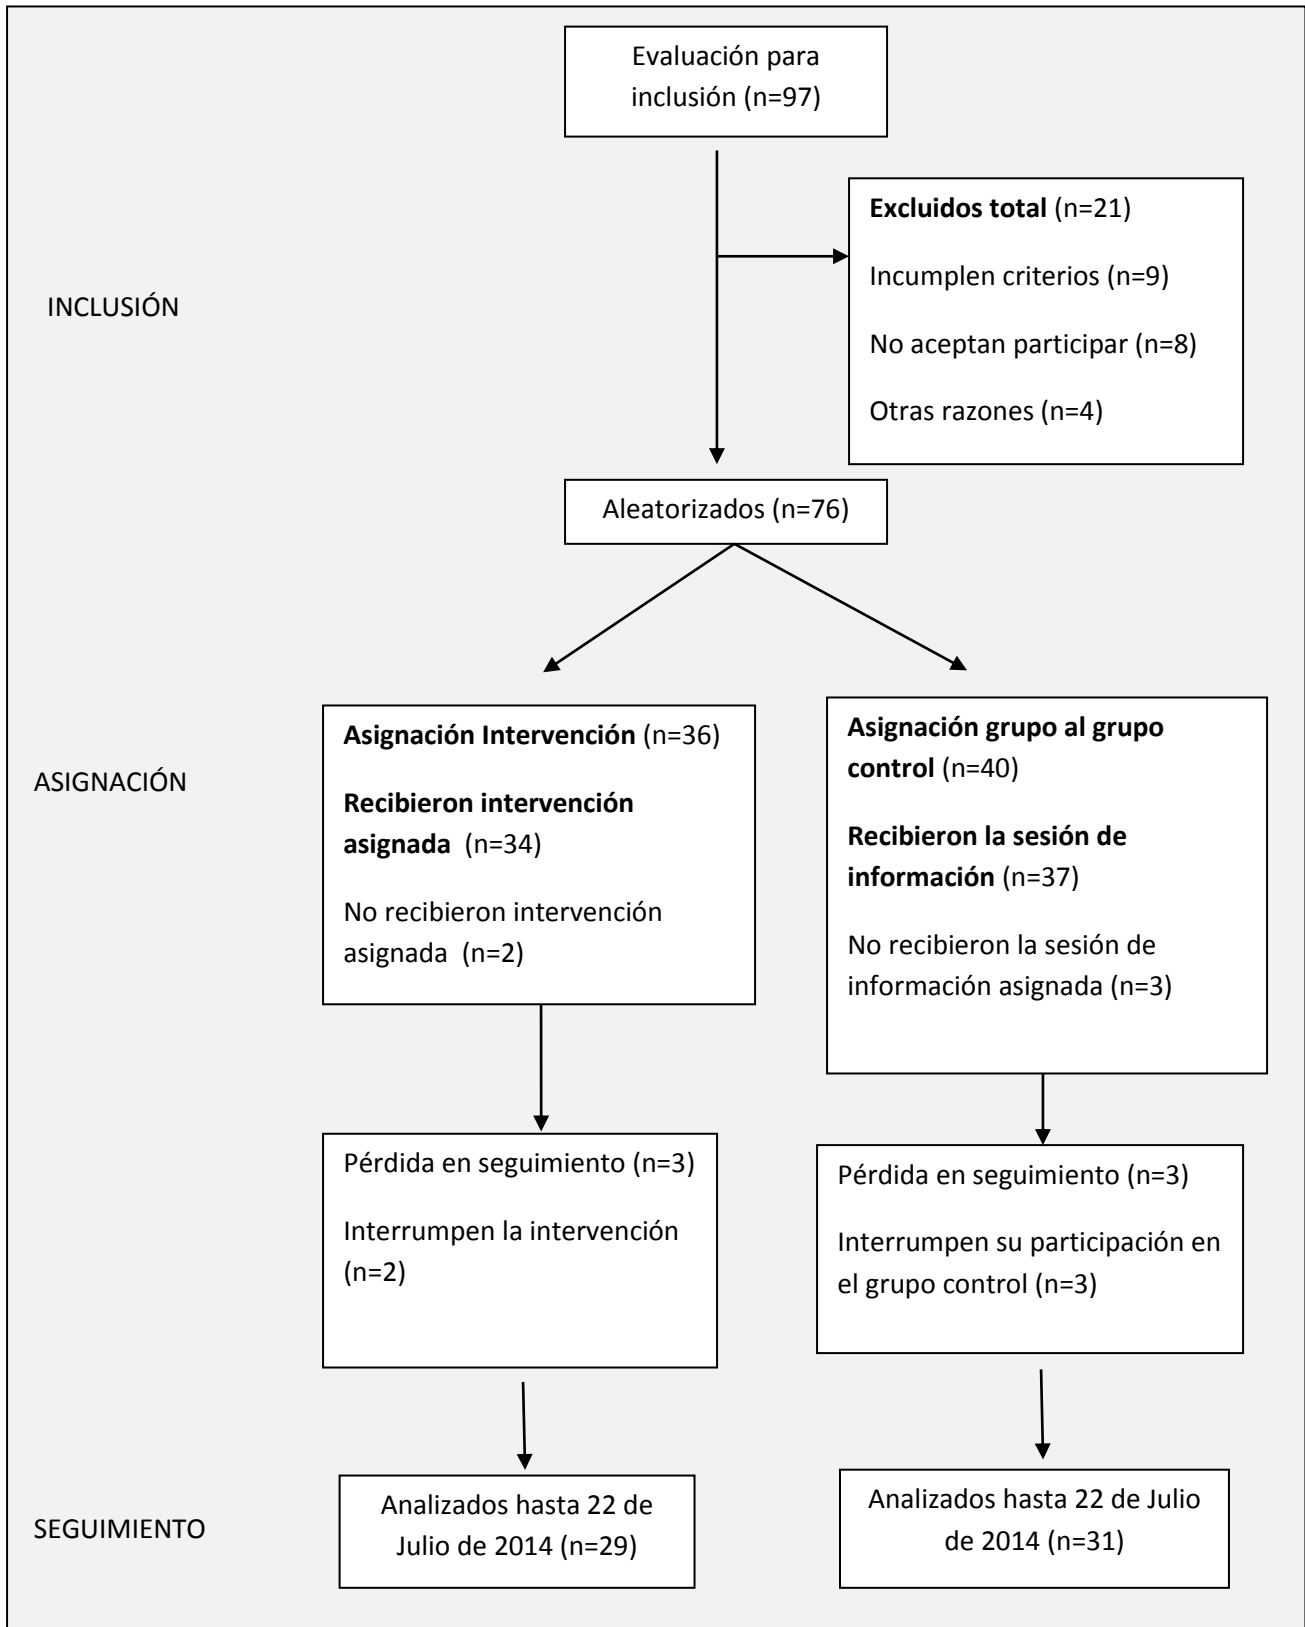 Evaluación para
inclusión (n=97)
Excluidos total (n=21)
Incumplen criterios (n=9)
No aceptan participar (n=8)
Otras razones (n=4)
INCLUSIÓN
Aleatorizados (n=76)
ASIGNACIÓN
Asignación Intervención (n=36)
Recibieron intervención
asignada  (n=34)
No recibieron intervención
asignada  (n=2)
Asignación grupo al grupo
control (n=40)
Recibieron la sesión de
información (n=37)
No recibieron la sesión de
información asignada (n=3)
Pérdida en seguimiento (n=3)
Interrumpen la intervención
(n=2)
Pérdida en seguimiento (n=3)
Interrumpen su participación en
el grupo control (n=3)
SEGUIMIENTO
Analizados hasta 22 de
Julio de 2014 (n=29)
Analizados hasta 22 de Julio
de 2014 (n=31)